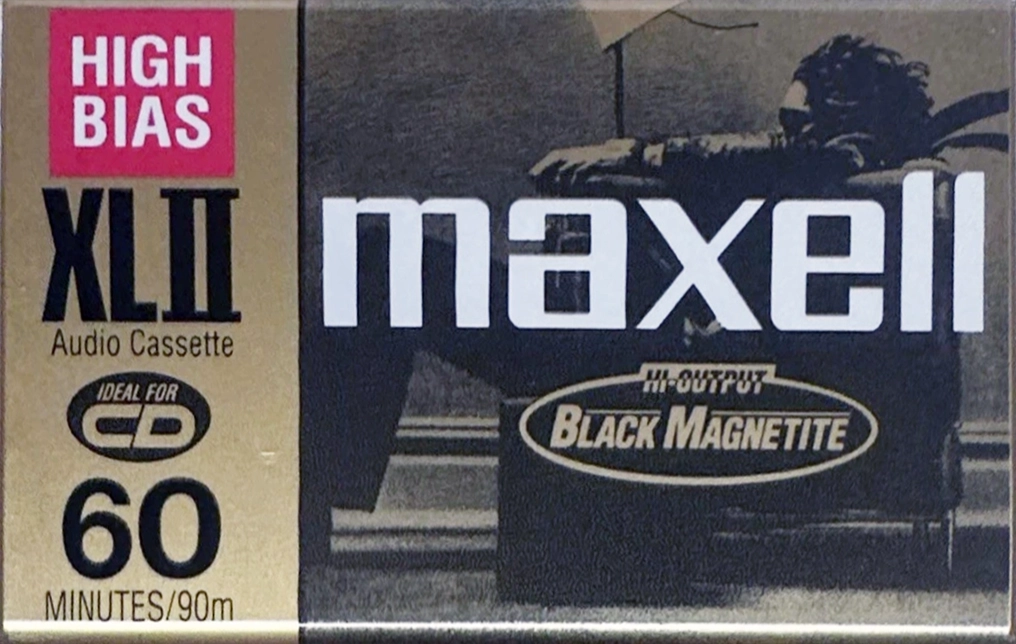 HIGH
BIAS
XLII
Audio Cassette
IDEAL FOR
CD
60
MINUTES/90m
maxell
HI-OUTPUT
BLACK MAGNETITE